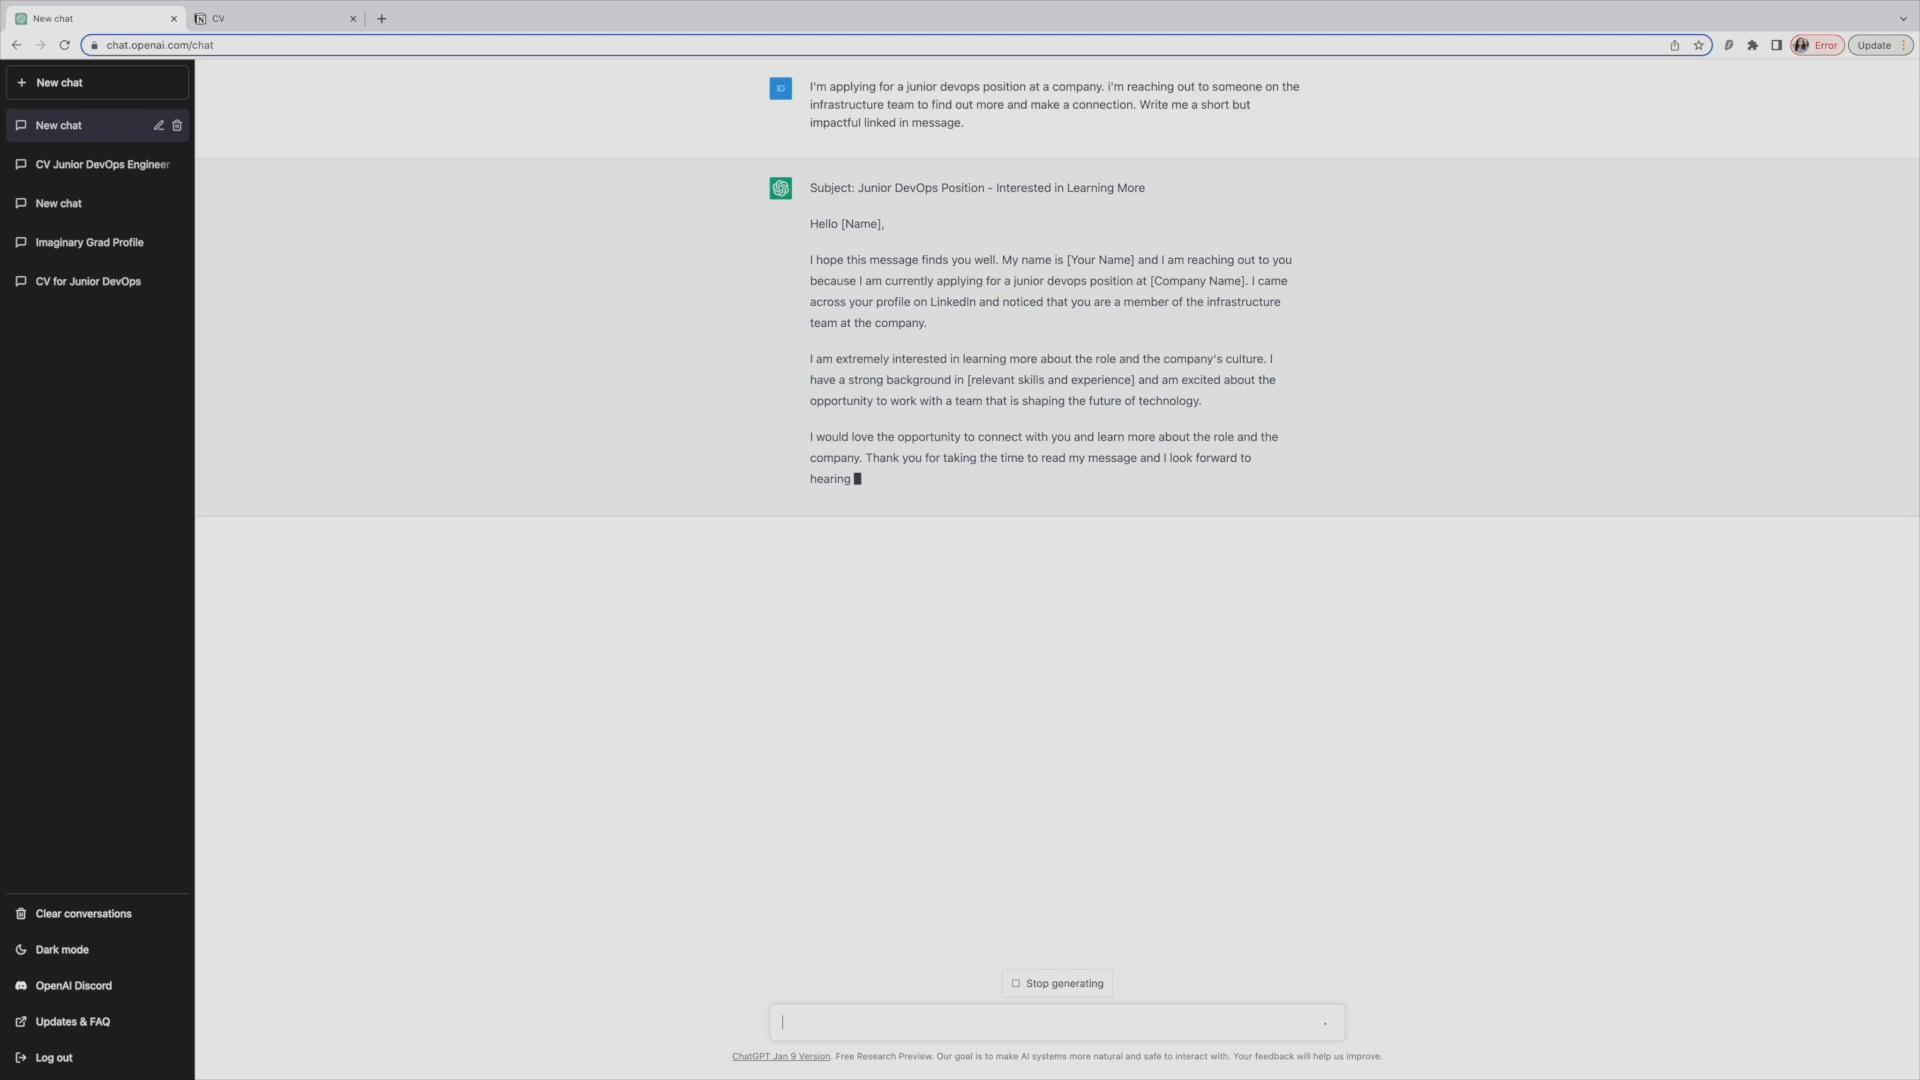 New chat
CV
chat.openai.com/chat
Error
Update
New chat
New chat
CV Junior DevOps Engineer
New chat
Imaginary Grad Profile
CV for Junior DevOps
Clear conversations
Dark mode
OpenAI Discord
Updates & FAQ
Log out
ID
I'm applying for a junior devops position at a company. i'm reaching out to someone on the
infrastructure team to find out more and make a connection. Write me a short but
impactful linked in message.
Subject: Junior DevOps Position - Interested in Learning More
Hello [Name],
I hope this message finds you well. My name is [Your Name] and I am reaching out to you
because I am currently applying for a junior devops position at [Company Name]. I came
across your profile on LinkedIn and noticed that you are a member of the infrastructure
team at the company.
I am extremely interested in learning more about the role and the company's culture. I
have a strong background in [relevant skills and experience] and am excited about the
opportunity to work with a team that is shaping the future of technology.
I would love the opportunity to connect with you and learn more about the role and the
company. Thank you for taking the time to read my message and I look forward to
hearing
Stop generating
ChatGPT Jan 9 Version. Free Research Preview. Our goal is to make AI systems more natural and safe to interact with. Your feedback will help us improve.